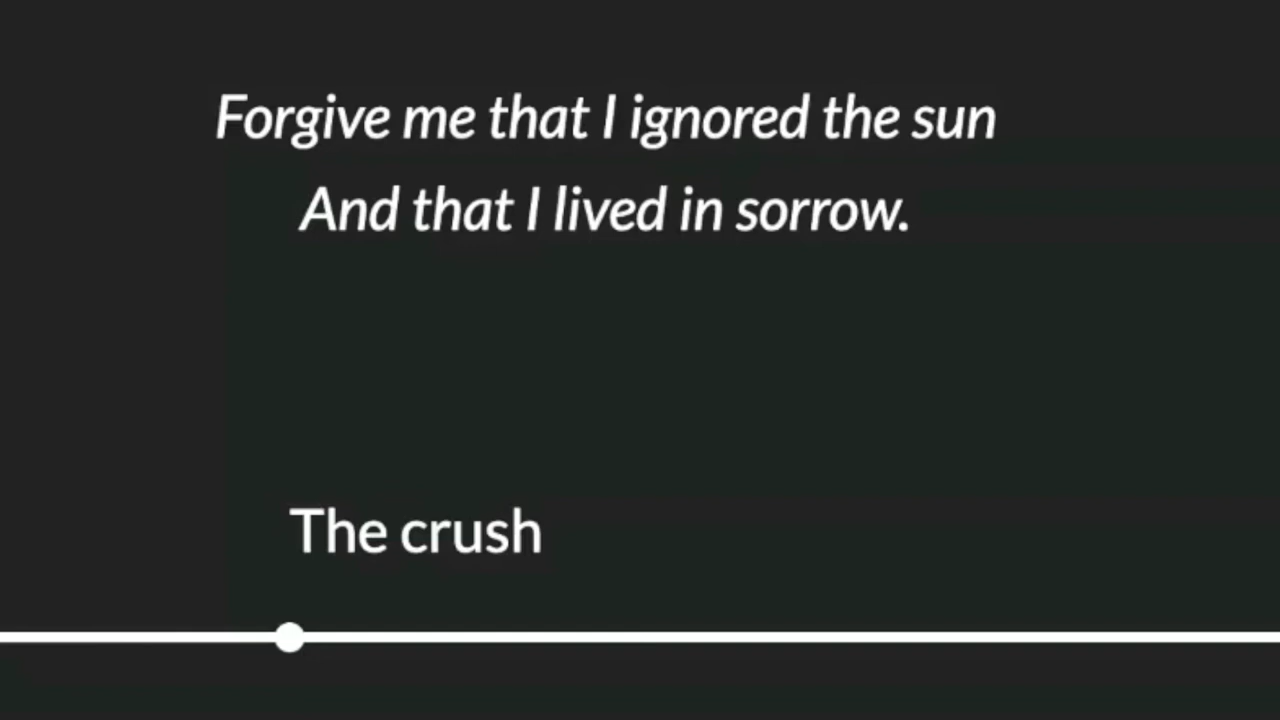 Forgive me that I ignored the sun
And that I lived in sorrow.
The crush